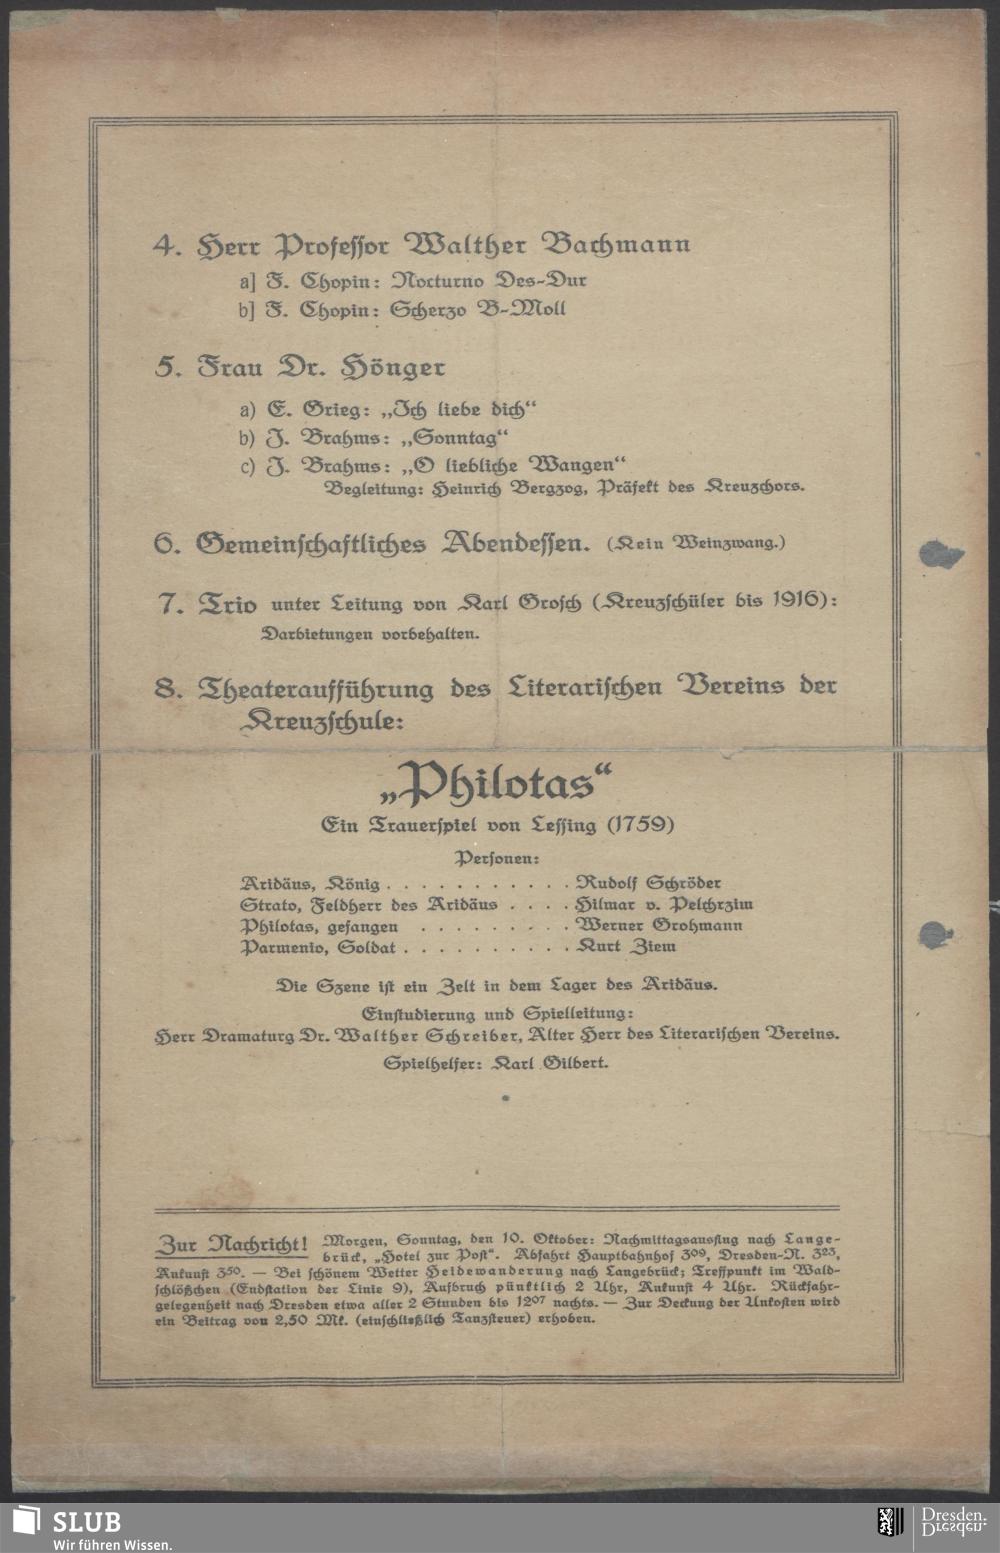 4. Herr Professor Walther Bachmann
a] F. Chopin: Nocturno Des-Dur
b] F. Chopin: Scherzo B-Moll
5. Frau Dr. Hönger
a) E. Grieg: „Ich liebe dich“
b) J. Brahms: „Sonntag“
c) J. Brahms: „O liebliche Wangen“
Begleitung: Heinrich Bergzog, Präfekt des Kreuzchors.
6. Gemeinschaftliches Abendessen. (Kein Weinzwang.)
7. Trio unter Leitung von Karl Grosch (Kreuzschüler bis 1916):
Darbietungen vorbehalten.
8. Theateraufführung des Literarischen Vereins der
Kreuzschule:
„Philotas“
Ein Trauerspiel von Lessing (1759)
Personen:
Aridäus, König . . . . . . . . . . . Rudolf Schröder
Strato, Feldherr des Aridäus . . . . Hilmar v. Pelchrzim
Philotas, gefangen . . . . . . . . . Werner Grohmann
Parmenio, Soldat . . . . . . . . . . Kurt Ziem
Die Szene ist ein Zelt in dem Lager des Aridäus.
Einstudierung und Spielleitung:
Herr Dramaturg Dr. Walther Schreiber, Alter Herr des Literarischen Vereins.
Spielhelfer: Karl Gilbert.
Zur Nachricht! Morgen, Sonntag, den 10. Oktober: Nachmittagsausflug nach Lange-
brück, „Hotel zur Post“. Abfahrt Hauptbahnhof 3⁰⁹, Dresden-N. 3²³,
Ankunft 3⁵⁰. — Bei schönem Wetter Heidewanderung nach Langebrück; Treffpunkt im Wald-
schlößchen (Endstation der Linie 9), Aufbruch pünktlich 2 Uhr, Ankunft 4 Uhr. Rückfahr-
gelegenheit nach Dresden etwa aller 2 Stunden bis 12⁰⁷ nachts. — Zur Deckung der Unkosten wird
ein Beitrag von 2,50 Mk. (einschließlich Tanzsteuer) erhoben.
SLUB
Wir führen Wissen.
Dresden.
Dresden.